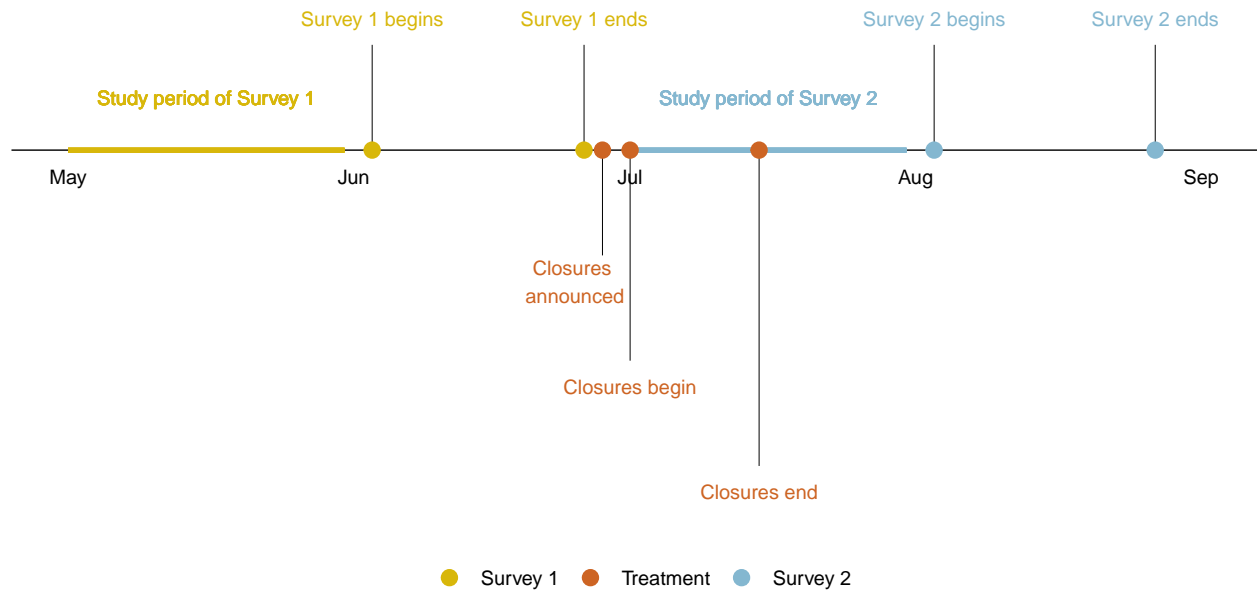 Survey 1 begins
Survey 1 ends
Survey 2 begins
Survey 2 ends
Study period of Survey 1
Study period of Survey 2
May
Jun
Jul
Aug
Sep
Closures
announced
Closures begin
Closures end
Survey 1
Treatment
Survey 2